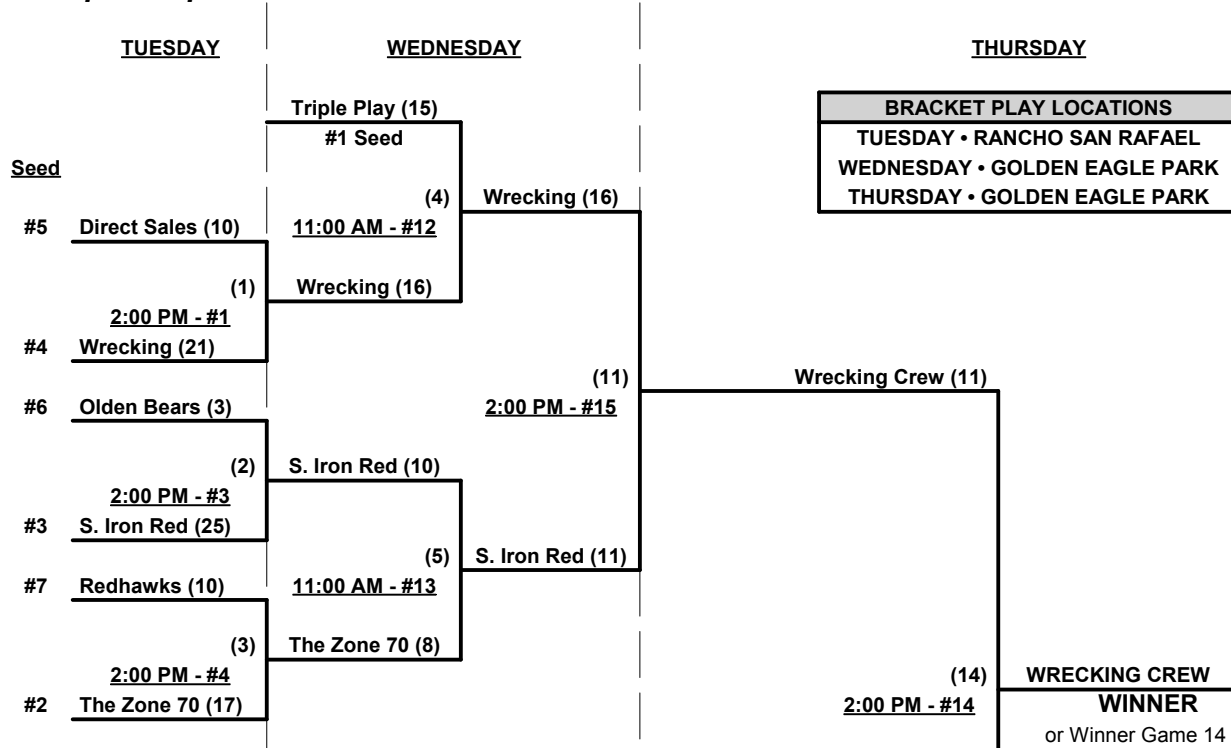 TUESDAY WEDNESDAY THURSDAY
Triple Play (15) BRACKET PLAY LOCATIONS
#1 Seed TUESDAY • RANCHO SAN RAFAEL
Seed WEDNESDAY • GOLDEN EAGLE PARK
(4) Wrecking (16) THURSDAY • GOLDEN EAGLE PARK
#5 Direct Sales (10) 11:00 AM - #12
(1) Wrecking (16)
2:00 PM - #1
#4 Wrecking (21)
(11) Wrecking Crew (11)
#6 Olden Bears (3) 2:00 PM - #15
(2) S. Iron Red (10)
2:00 PM - #3
#3 S. Iron Red (25)
(5) S. Iron Red (11)
#7 Redhawks (10) 11:00 AM - #13
(3) The Zone 70 (8)
2:00 PM - #4 (14) WRECKING CREW
#2 The Zone 70 (17) 2:00 PM - #14 WINNER
or Winner Game 14